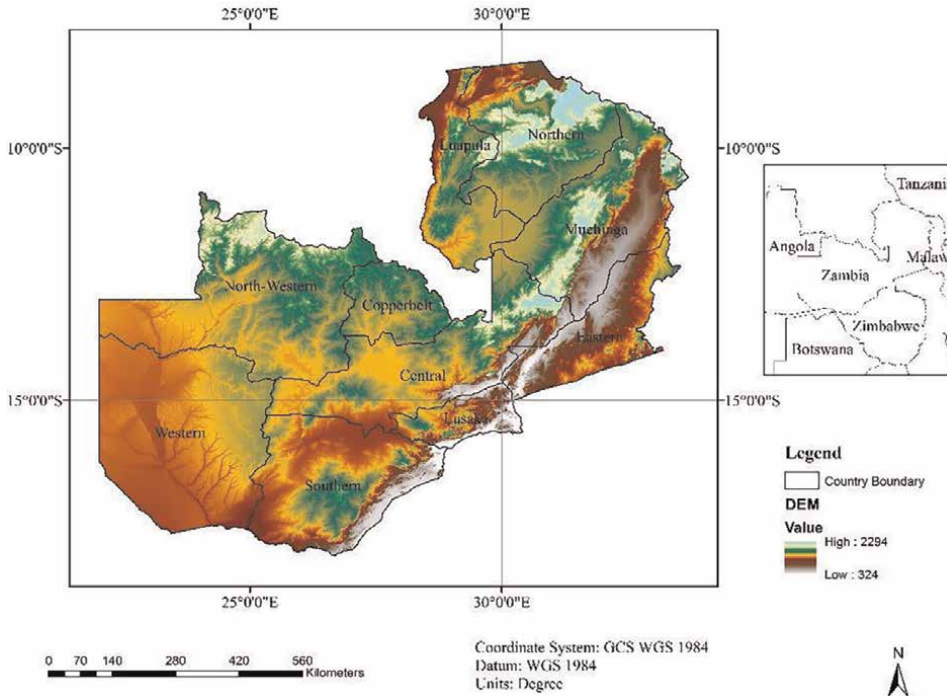 25°0'0"E 30°0'0"E
10°0'0"S 10°0'0"S
15°0'0"S 15°0'0"S
Northern
Luapula
Muchinga
North-Western
Copperbelt
Eastern
Central
Lusaka
Western
Southern
25°0'0"E 30°0'0"E
Tanzani
Angola
Malaw
Zambia
Zimbabwe
Botswana
Legend
Country Boundary
DEM
Value
High : 2294
Low : 324
0 70 140 280 420 560
Kilometers
Coordinate System: GCS WGS 1984
Datum: WGS 1984
Units: Degree
N